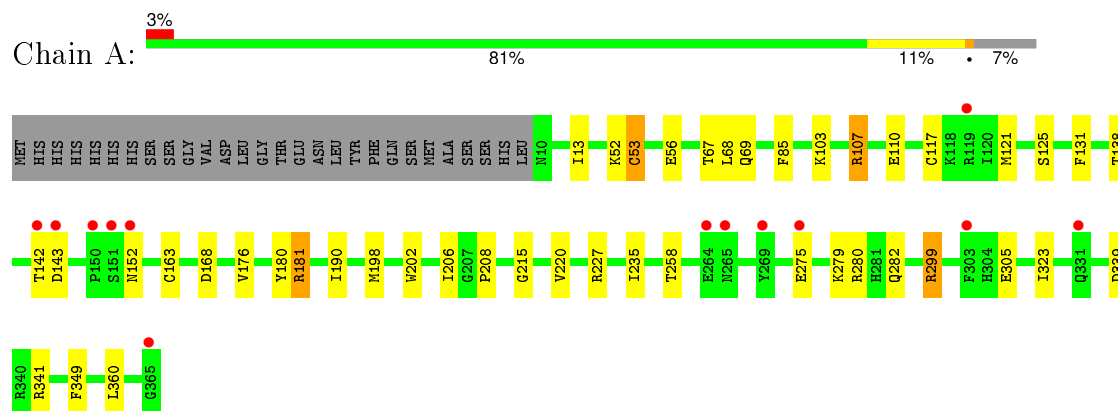 3%
Chain A:
81% 11% • 7%
MET HIS HIS HIS HIS HIS HIS SER SER GLY VAL ASP LEU GLY THR GLU ASN LEU TYR PHE GLN SER MET ALA SER SER HIS LEU N10 I13 K52 C53 E56 T67 L68 Q69 F85 K103 R107 E110 C117 K118 R119 I120 M121 S125 F131
T142 D143 P150 S151 N152 C163 D168 V176 Y180 R181 I190 M198 W202 I206 G207 P208 G215 V220 R227 I235 T258 E264 N265 Y269 E275 K279 R280 H281 Q282 R299 F303 H304 E305 I323 Q331
R340 R341 F349 L360 G365